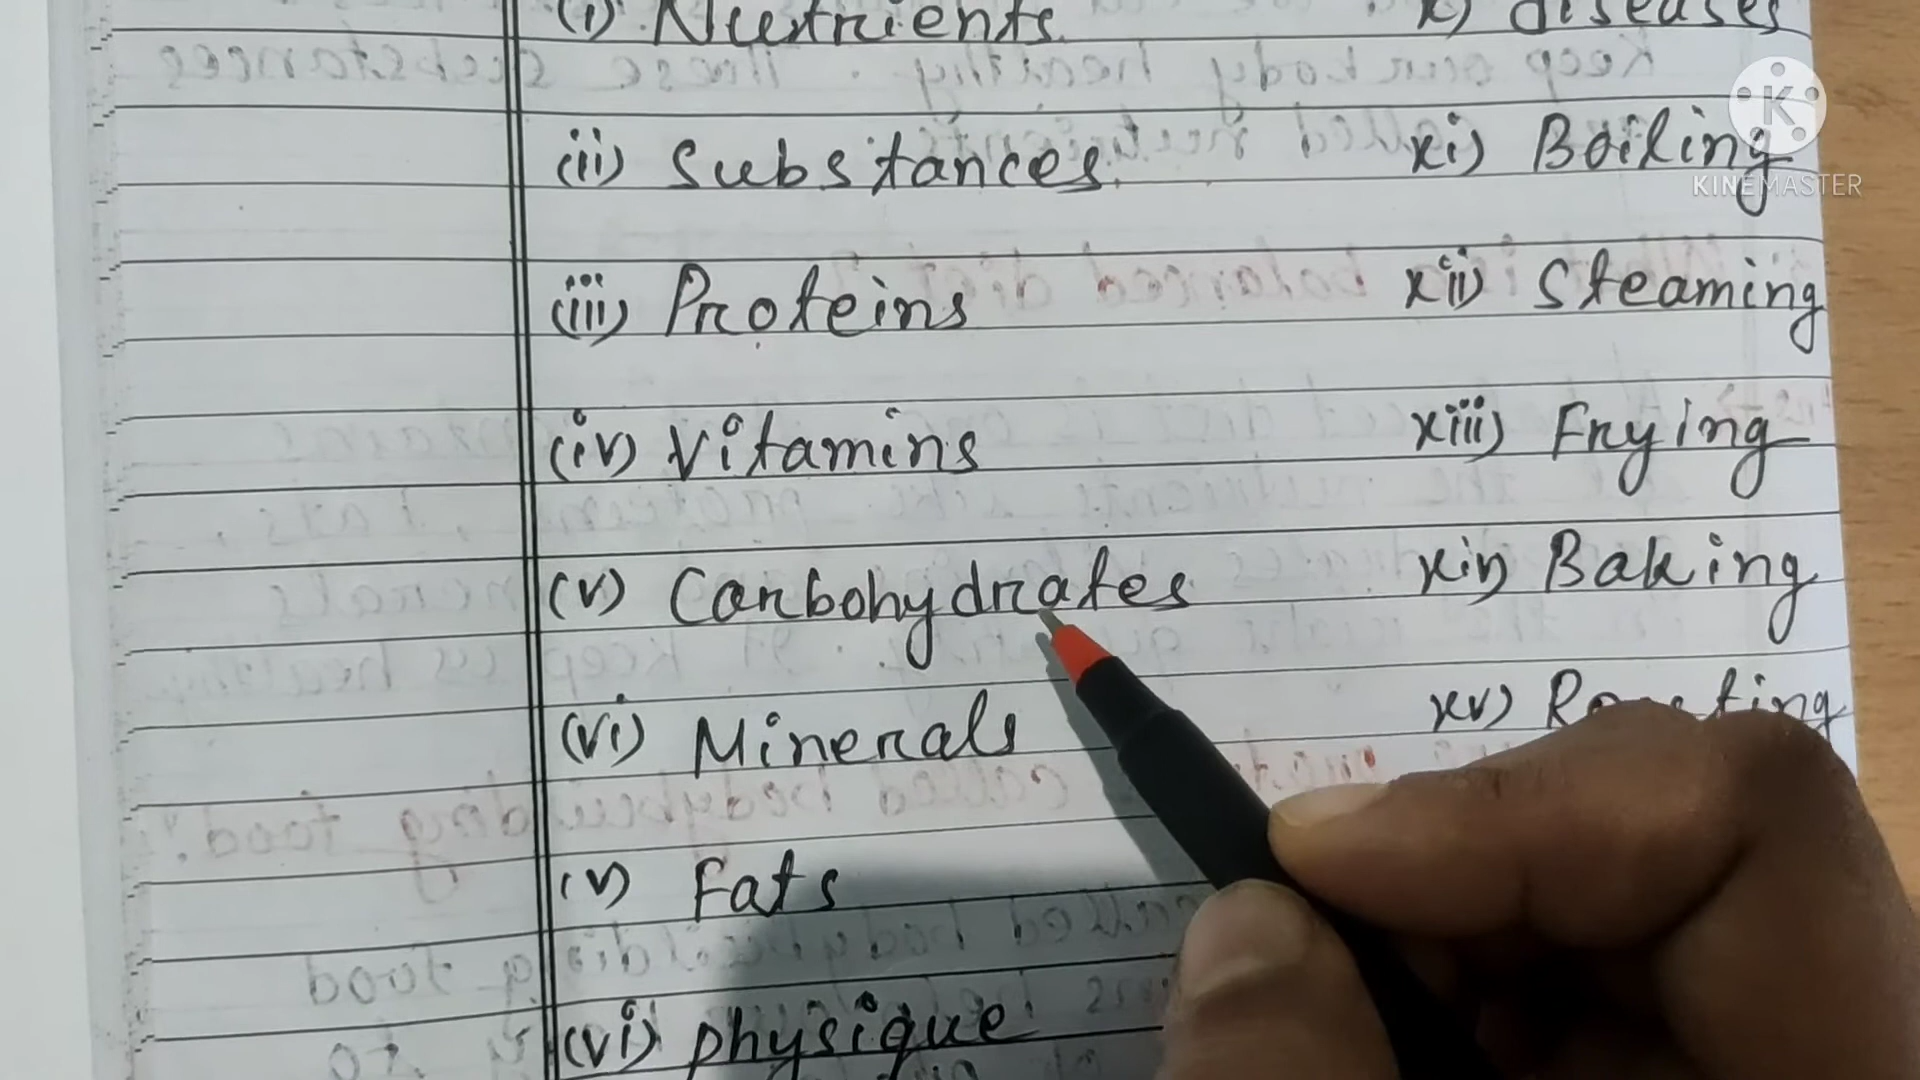 (i) Nutrients
(ii) Substances
(iii) Proteins
(iv) Vitamins
(v) Carbohydrates
(vi) Minerals
(v) Fats
(vi) physique
x) diseases
xi) Boiling
xii) Steaming
xiii) Frying
xiv) Baking
xv)
K
KINEMASTER